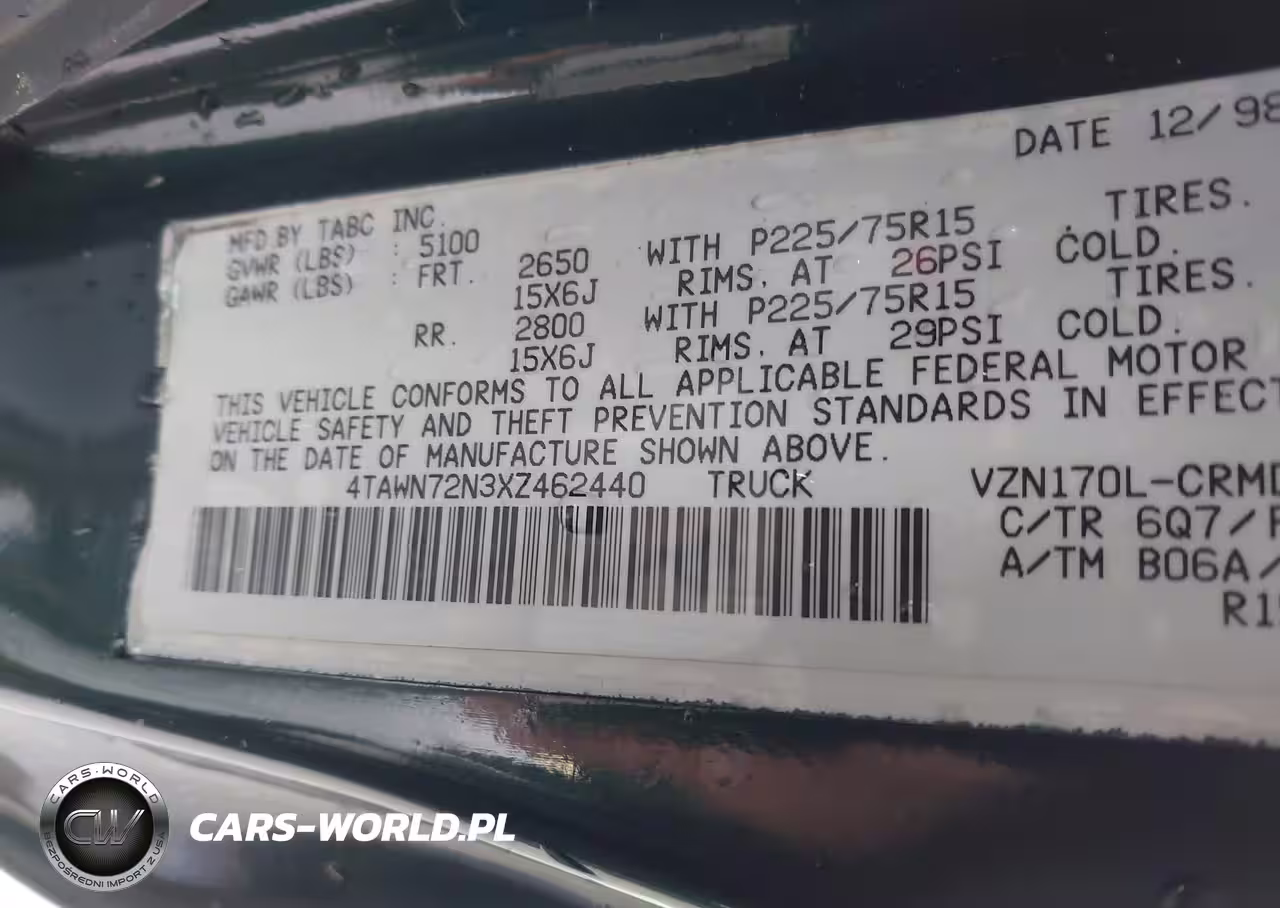 DATE 12/98
MFD BY TABC INC.
GVWR (LBS) : 5100 WITH P225/75R15 TIRES.
GAWR (LBS) : FRT. 2650 RIMS, AT 26PSI COLD.
15X6J WITH P225/75R15 TIRES.
RR. 2800 RIMS, AT 29PSI COLD.
15X6J
THIS VEHICLE CONFORMS TO ALL APPLICABLE FEDERAL MOTOR
VEHICLE SAFETY AND THEFT PREVENTION STANDARDS IN EFFECT
ON THE DATE OF MANUFACTURE SHOWN ABOVE.
4TAWN72N3XZ462440 TRUCK VZN170L-CRMD
C/TR 6Q7/F
A/TM B06A/
CARS-WORLD
CW
BEZPOŚREDNI IMPORT Z USA
CARS-WORLD.PL